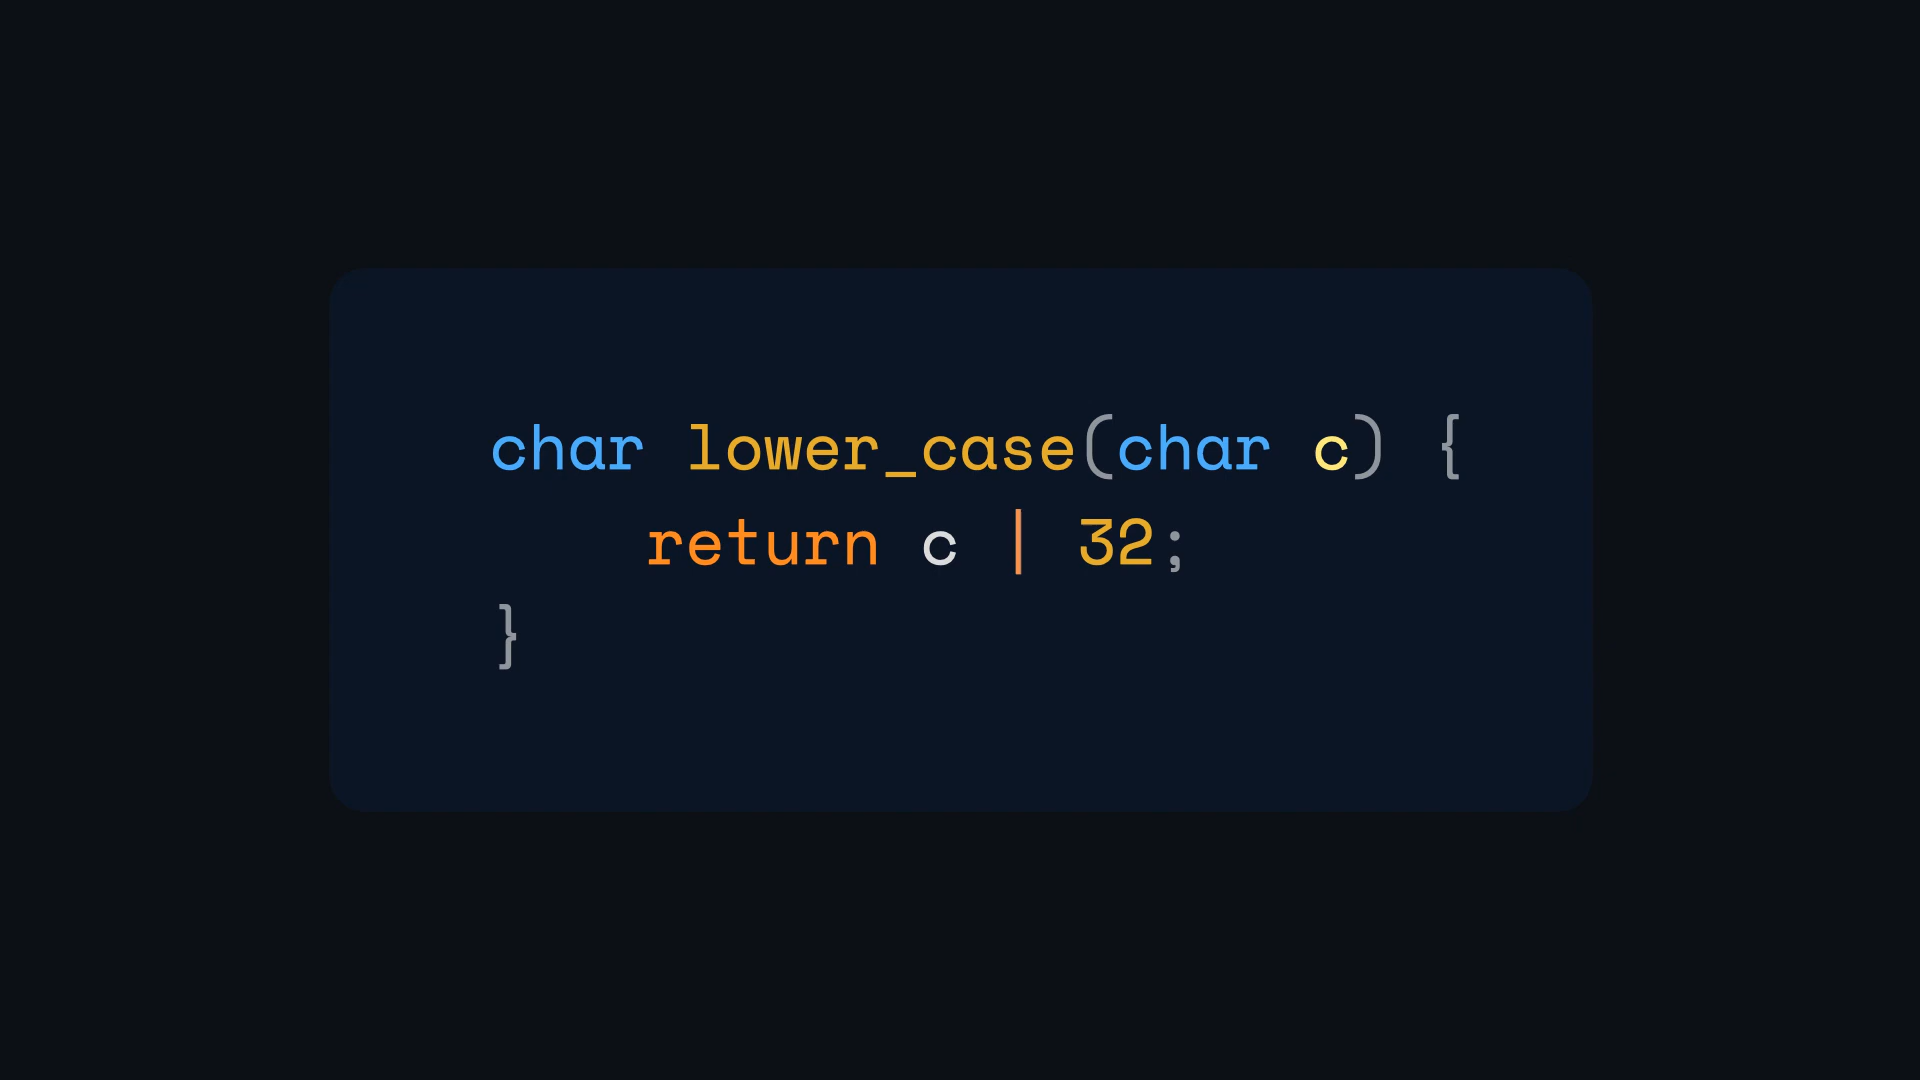 char lower_case(char c) {
    return c | 32;
}